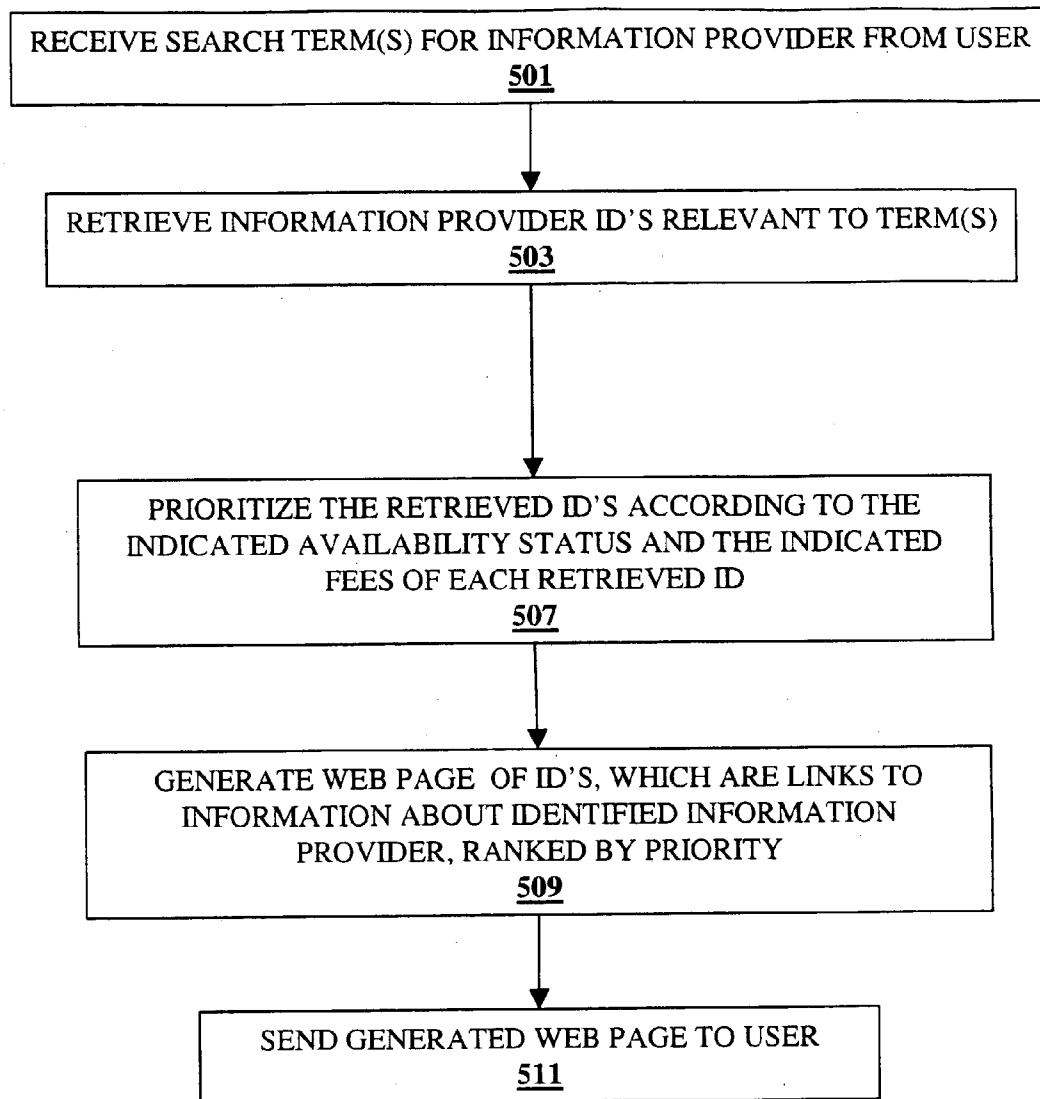 RECEIVE SEARCH TERM(S) FOR INFORMATION PROVIDER FROM USER
501
RETRIEVE INFORMATION PROVIDER ID'S RELEVANT TO TERM(S)
503
PRIORITIZE THE RETRIEVED ID'S ACCORDING TO THE
INDICATED AVAILABILITY STATUS AND THE INDICATED
FEES OF EACH RETRIEVED ID
507
GENERATE WEB PAGE OF ID'S, WHICH ARE LINKS TO
INFORMATION ABOUT IDENTIFIED INFORMATION
PROVIDER, RANKED BY PRIORITY
509
SEND GENERATED WEB PAGE TO USER
511